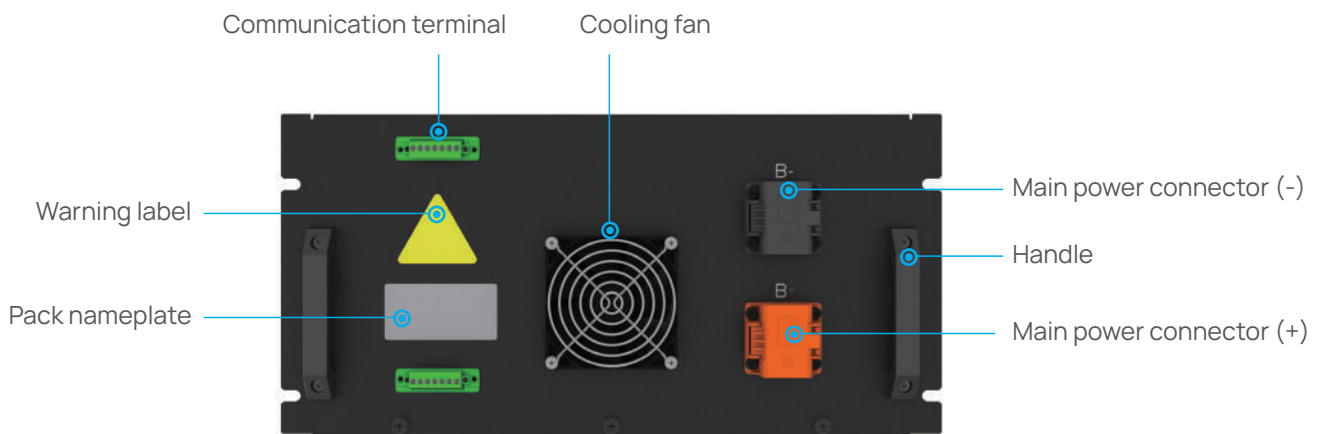 Communication terminal
Cooling fan
B-
Main power connector (-)
Warning label
Handle
B-
Pack nameplate
Main power connector (+)